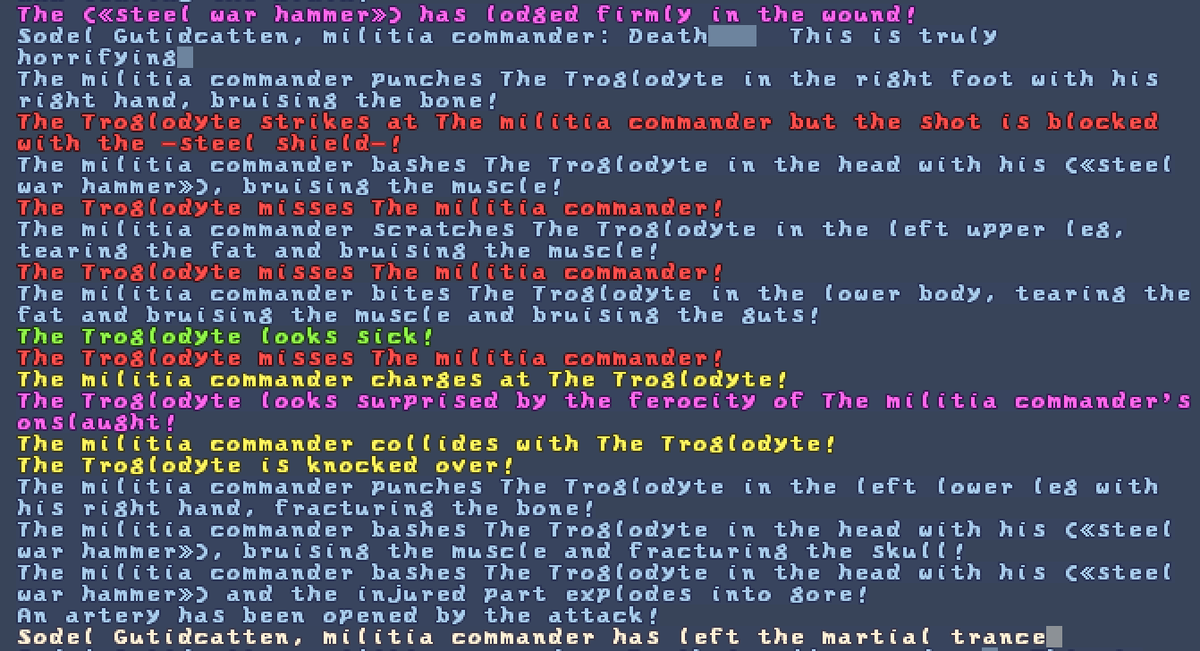 The («steel war hammer») has lodged firmly in the wound!
Sodel Gutidcatten, militia commander: Death   This is truly
horrifying
The militia commander punches The Troglodyte in the right foot with his
right hand, bruising the bone!
The Troglodyte strikes at The militia commander but the shot is blocked
with the -steel shield-!
The militia commander bashes The Troglodyte in the head with his («steel
war hammer»), bruising the muscle!
The Troglodyte misses The militia commander!
The militia commander scratches The Troglodyte in the left upper leg,
tearing the fat and bruising the muscle!
The Troglodyte misses The militia commander!
The militia commander bites The Troglodyte in the lower body, tearing the
fat and bruising the muscle and bruising the guts!
The Troglodyte looks sick!
The Troglodyte misses The militia commander!
The militia commander charges at The Troglodyte!
The Troglodyte looks surprised by the ferocity of The militia commander's
onslaught!
The militia commander collides with The Troglodyte!
The Troglodyte is knocked over!
The militia commander punches The Troglodyte in the left lower leg with
his right hand, fracturing the bone!
The militia commander bashes The Troglodyte in the head with his («steel
war hammer»), bruising the muscle and fracturing the skull!
The militia commander bashes The Troglodyte in the head with his («steel
war hammer») and the injured part explodes into gore!
An artery has been opened by the attack!
Sodel Gutidcatten, militia commander has left the martial trance